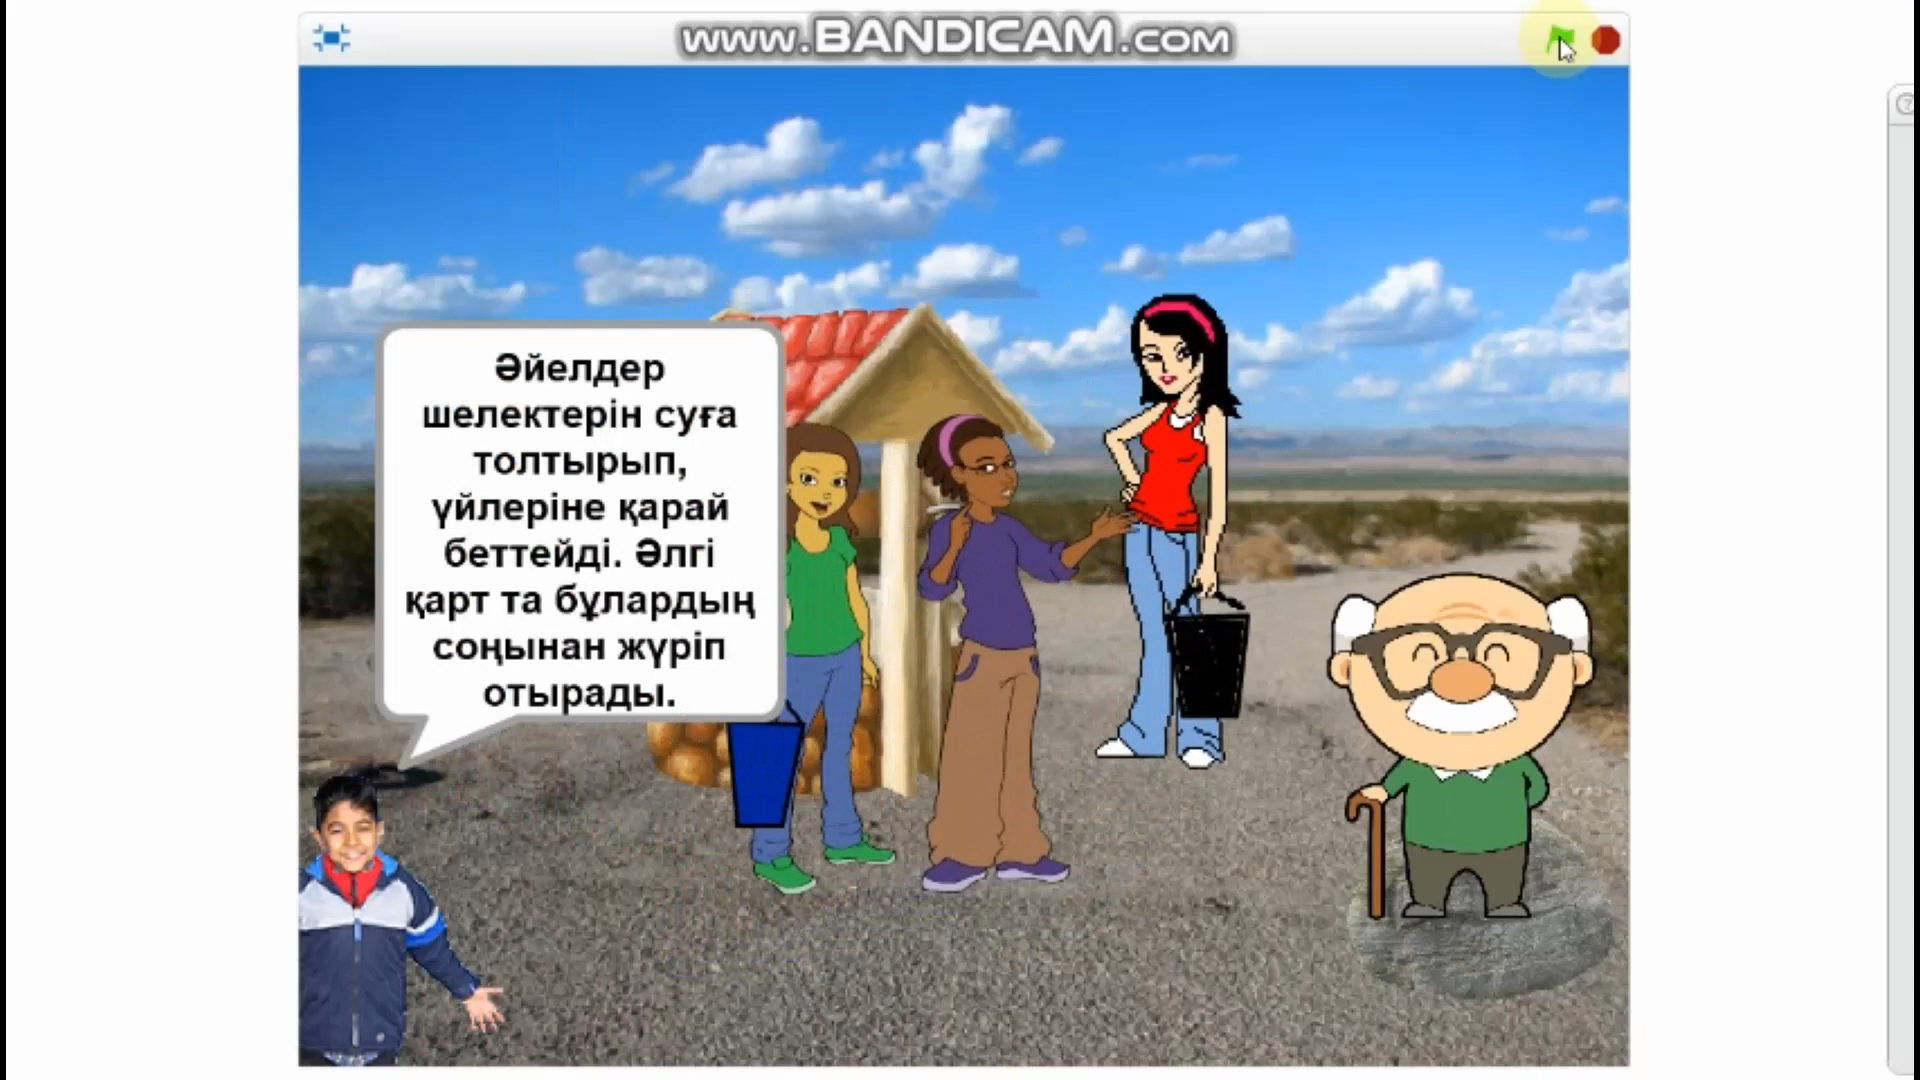 www.BANDICAM.com
Әйелдер
шелектерін суға
толтырып,
үйлеріне қарай
беттейді. Әлгі
қарт та бұлардың
соңынан жүріп
отырады.